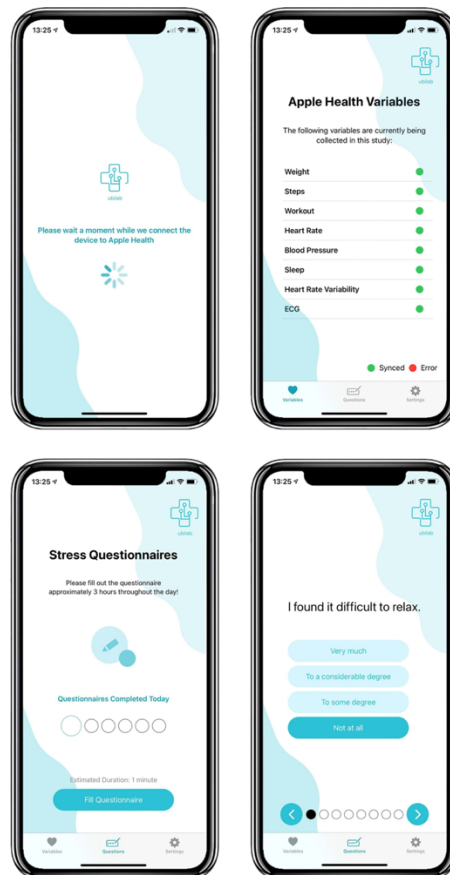 13:25
ubilab
Please wait a moment while we connect the
device to Apple Health
13:25
ubilab
Apple Health Variables
The following variables are currently being
collected in this study:
Weight
Steps
Workout
Heart Rate
Blood Pressure
Sleep
Heart Rate Variability
ECG
Synced Error
Variables Questions Settings
13:25
ubilab
Stress Questionnaires
Please fill out the questionnaire
approximately 3 hours throughout the day!
Questionnaires Completed Today
Estimated Duration: 1 minute
Fill Questionnaire
Variables Questions Settings
13:25
ubilab
I found it difficult to relax.
Very much
To a considerable degree
To some degree
Not at all
Variables Questions Settings